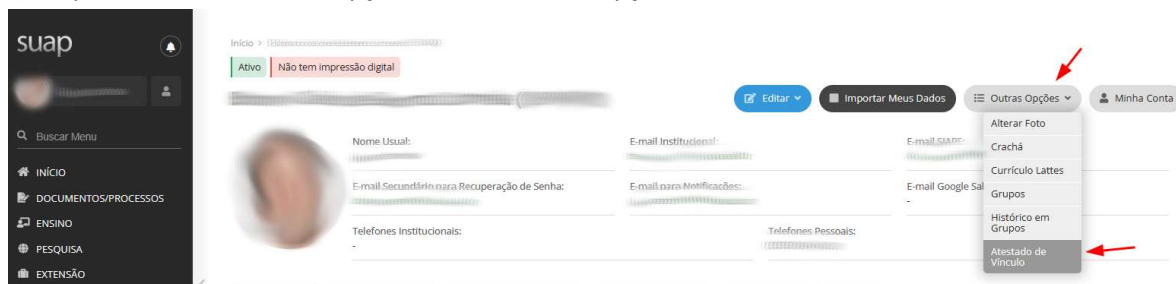 suap
Início >
Ativo Não tem impressão digital
Editar Importar Meus Dados Outras Opções Minha Conta
Buscar Menu
INÍCIO
DOCUMENTOS/PROCESSOS
ENSINO
PESQUISA
EXTENSÃO
Nome Usual: E-mail Institucional: E-mail SIAPE:
E-mail Secundário para Recuperação de Senha: E-mail para Notificações: E-mail Google Sal
-
Telefones Institucionais: Telefones Pessoais:
-
Alterar Foto
Crachá
Currículo Lattes
Grupos
Histórico em
Grupos
Atestado de
Vínculo